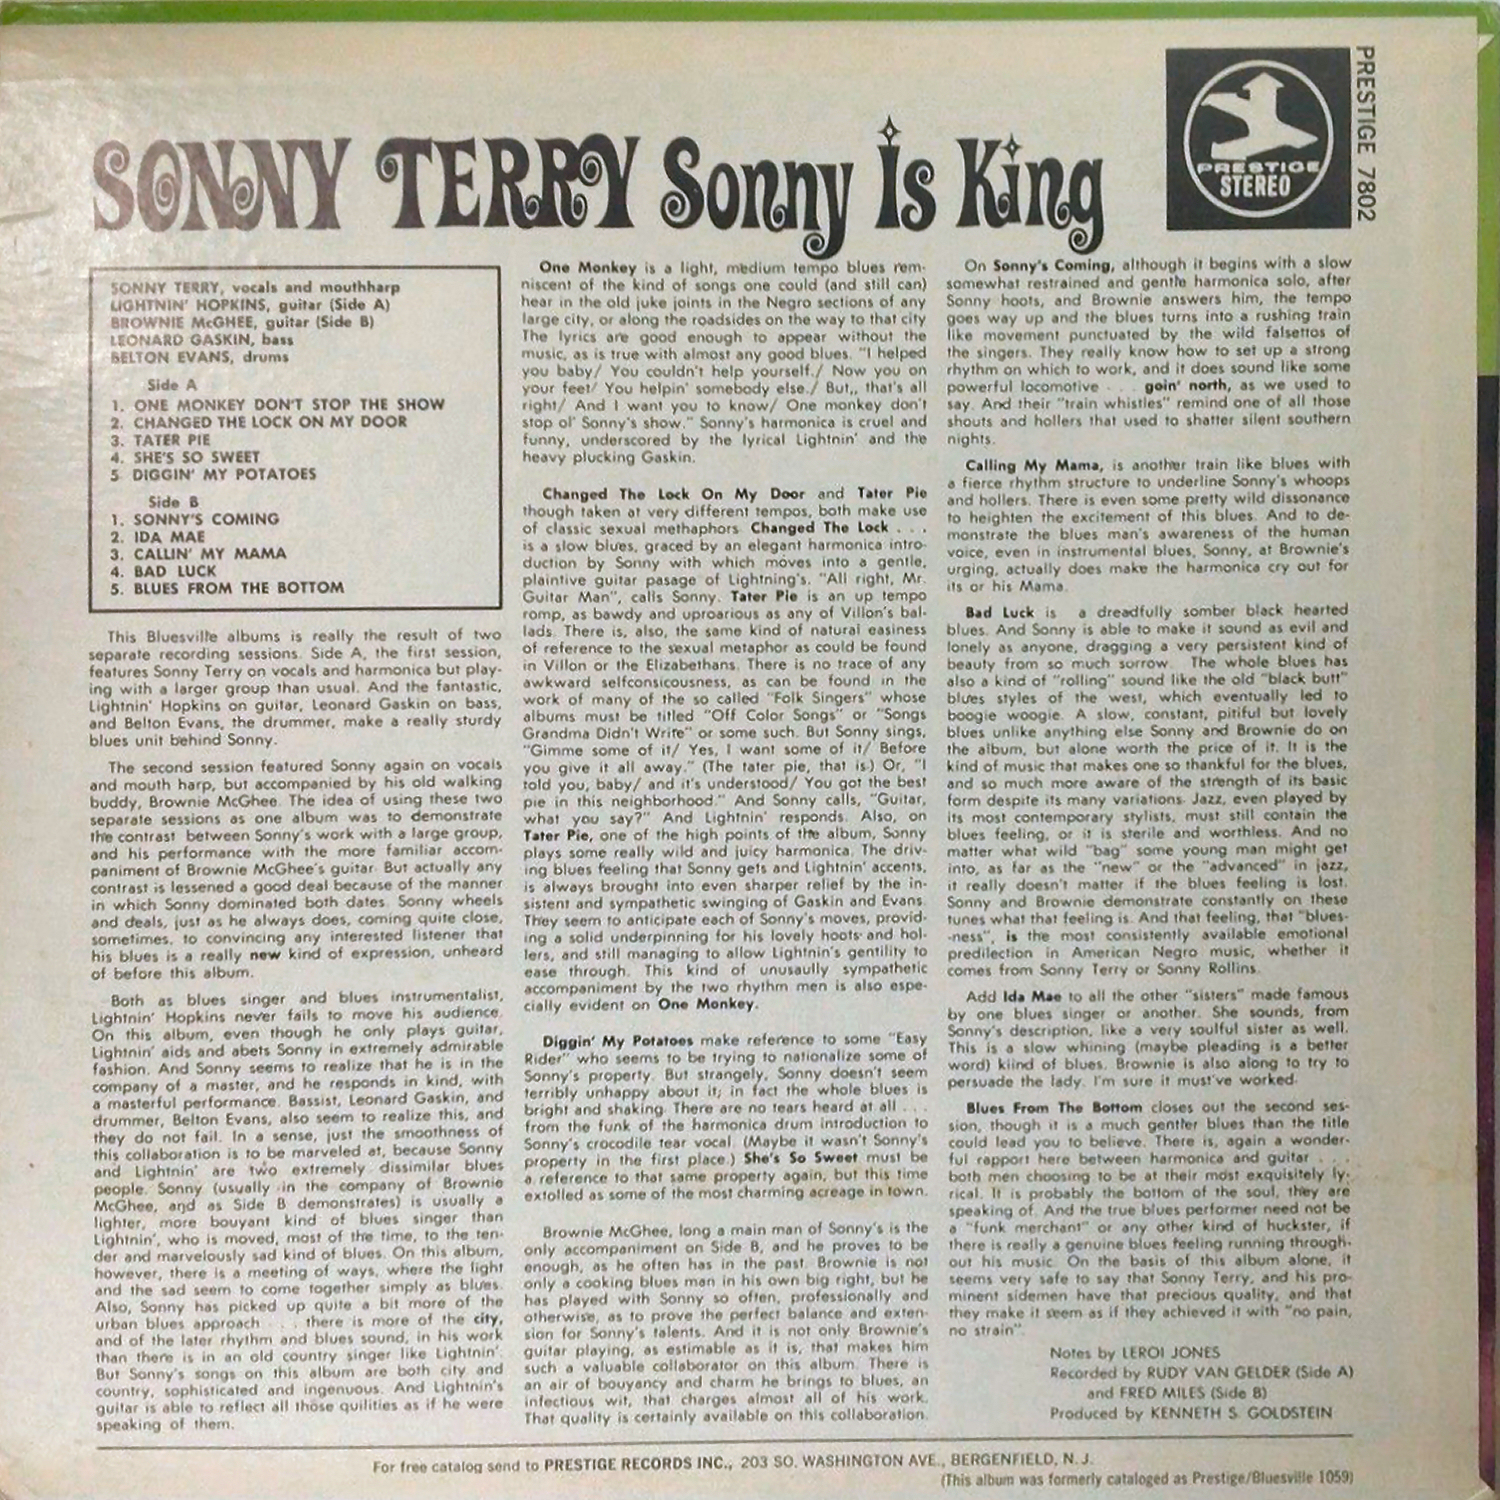 SONNY TERRY Sonny is King
PRESTIGE
STEREO
PRESTIGE 7802
SONNY TERRY, vocals and mouthharp
LIGHTNIN' HOPKINS, guitar (Side A)
BROWNIE McGHEE, guitar (Side B)
LEONARD GASKIN, bass
BELTON EVANS, drums
Side A
1. ONE MONKEY DON'T STOP THE SHOW
2. CHANGED THE LOCK ON MY DOOR
3. TATER PIE
4. SHE'S SO SWEET
5 DIGGIN' MY POTATOES
Side B
1. SONNY'S COMING
2. IDA MAE
3. CALLIN' MY MAMA
4. BAD LUCK
5. BLUES FROM THE BOTTOM
This Bluesville albums is really the result of two
separate recording sessions. Side A, the first session,
features Sonny Terry on vocals and harmonica but play-
ing with a larger group than usual. And the fantastic,
Lightnin' Hopkins on guitar, Leonard Gaskin on bass,
and Belton Evans, the drummer, make a really sturdy
blues unit behind Sonny.
The second session featured Sonny again on vocals
and mouth harp, but accompanied by his old walking
buddy, Brownie McGhee. The idea of using these two
separate sessions as one album was to demonstrate
the contrast between Sonny's work with a large group,
and his performance with the more familiar accom-
paniment of Brownie McGhee's guitar. But actually any
contrast is lessened a good deal because of the manner
in which Sonny dominated both dates. Sonny wheels
and deals, just as he always does, coming quite close,
sometimes, to convincing any interested listener that
his blues is a really new kind of expression, unheard
of before this album.
Both as blues singer and blues instrumentalist,
Lightnin' Hopkins never fails to move his audience.
On this album, even though he only plays guitar,
Lightnin' aids and abets Sonny in extremely admirable
fashion. And Sonny seems to realize that he is in the
company of a master, and he responds in kind, with
a masterful performance. Bassist, Leonard Gaskin, and
drummer, Belton Evans, also seem to realize this, and
they do not fail. In a sense, just the smoothness of
this collaboration is to be marveled at, because Sonny
and Lightnin' are two extremely dissimilar blues
people. Sonny (usually in the company of Brownie
McGhee, and as Side B demonstrates) is usually a
lighter, more bouyant kind of blues singer than
Lightnin', who is moved, most of the time, to the ten-
der and marvelously sad kind of blues. On this album,
however, there is a meeting of ways, where the light
and the sad seem to come together simply as blues.
Also, Sonny has picked up quite a bit more of the
urban blues approach . . . there is more of the city,
and of the later rhythm and blues sound, in his work
than there is in an old country singer like Lightnin'.
But Sonny's songs on this album are both city and
country, sophisticated and ingenuous. And Lightnin's
guitar is able to reflect all those quilities as if he were
speaking of them.
One Monkey is a light, medium tempo blues rem-
niscent of the kind of songs one could (and still can)
hear in the old juke joints in the Negro sections of any
large city, or along the roadsides on the way to that city
The lyrics are good enough to appear without the
music, as is true with almost any good blues. "I helped
you baby/ You couldn't help yourself./ Now you on
your feet/ You helpin' somebody else./ But,, that's all
right/ And I want you to know/ One monkey don't
stop ol' Sonny's show." Sonny's harmonica is cruel and
funny, underscored by the lyrical Lightnin' and the
heavy plucking Gaskin.
Changed The Lock On My Door and Tater Pie
though taken at very different tempos, both make use
of classic sexual methaphors. Changed The Lock . . .
is a slow blues, graced by an elegant harmonica intro-
duction by Sonny with which moves into a gentle,
plaintive guitar pasage of Lightning's. "All right, Mr.
Guitar Man", calls Sonny. Tater Pie is an up tempo
romp, as bawdy and uproarious as any of Villon's bal-
lads. There is, also, the same kind of natural easiness
of reference to the sexual metaphor as could be found
in Villon or the Elizabethans. There is no trace of any
awkward selfconsicousness, as can be found in the
work of many of the so called "Folk Singers" whose
albums must be titled "Off Color Songs" or "Songs
Grandma Didn't Write" or some such. But Sonny sings,
"Gimme some of it/ Yes, I want some of it/ Before
you give it all away." (The tater pie, that is.) Or, "I
told you, baby/ and it's understood/ You got the best
pie in this neighborhood." And Sonny calls, "Guitar,
what you say?" And Lightnin' responds. Also, on
Tater Pie, one of the high points of the album, Sonny
plays some really wild and juicy harmonica. The driv-
ing blues feeling that Sonny gets and Lightnin' accents,
is always brought into even sharper relief by the in-
sistent and sympathetic swinging of Gaskin and Evans.
They seem to anticipate each of Sonny's moves, provid-
ing a solid underpinning for his lovely hoots and hol-
lers, and still managing to allow Lightnin's gentility to
ease through. This kind of unusaully sympathetic
accompaniment by the two rhythm men is also espe-
cially evident on One Monkey.
Diggin' My Potatoes make reference to some "Easy
Rider" who seems to be trying to nationalize some of
Sonny's property. But strangely, Sonny doesn't seem
terribly unhappy about it; in fact the whole blues is
bright and shaking. There are no tears heard at all . . .
from the funk of the harmonica drum introduction to
Sonny's crocodile tear vocal. (Maybe it wasn't Sonny's
property in the first place.) She's So Sweet must be
a reference to that same property again, but this time
extolled as some of the most charming acreage in town.
Brownie McGhee, long a main man of Sonny's is the
only accompaniment on Side B, and he proves to be
enough, as he often has in the past. Brownie is not
only a cooking blues man in his own big right, but he
has played with Sonny so often, professionally and
otherwise, as to prove the perfect balance and exten-
sion for Sonny's talents. And it is not only Brownie's
guitar playing, as estimable as it is, that makes him
such a valuable collaborator on this album. There is
an air of bouyancy and charm he brings to blues, an
infectious wit, that charges almost all of his work.
That quality is certainly available on this collaboration.
On Sonny's Coming, although it begins with a slow
somewhat restrained and gentle harmonica solo, after
Sonny hoots, and Brownie answers him, the tempo
goes way up and the blues turns into a rushing train
like movement punctuated by the wild falsettos of
the singers. They really know how to set up a strong
rhythm on which to work, and it does sound like some
powerful locomotive . . . goin' north, as we used to
say. And their "train whistles" remind one of all those
shouts and hollers that used to shatter silent southern
nights.
Calling My Mama, is another train like blues with
a fierce rhythm structure to underline Sonny's whoops
and hollers. There is even some pretty wild dissonance
to heighten the excitement of this blues. And to de-
monstrate the blues man's awareness of the human
voice, even in instrumental blues, Sonny, at Brownie's
urging, actually does make the harmonica cry out for
its or his Mama.
Bad Luck is a dreadfully somber black hearted
blues. And Sonny is able to make it sound as evil and
lonely as anyone, dragging a very persistent kind of
beauty from so much sorrow. The whole blues has
also a kind of "rolling" sound like the old "black butt"
blues styles of the west, which eventually led to
boogie woogie. A slow, constant, pitiful but lovely
blues unlike anything else Sonny and Brownie do on
the album, but alone worth the price of it. It is the
kind of music that makes one so thankful for the blues,
and so much more aware of the strength of its basic
form despite its many variations. Jazz, even played by
its most contemporary stylists, must still contain the
blues feeling, or it is sterile and worthless. And no
matter what wild "bag" some young man might get
into, as far as the "new" or the "advanced" in jazz,
it really doesn't matter if the blues feeling is lost.
Sonny and Brownie demonstrate constantly on these
tunes what that feeling is. And that feeling, that "blues-
-ness", is the most consistently available emotional
predilection in American Negro music, whether it
comes from Sonny Terry or Sonny Rollins.
Add Ida Mae to all the other "sisters" made famous
by one blues singer or another. She sounds, from
Sonny's description, like a very soulful sister as well.
This is a slow whining (maybe pleading is a better
word) kiind of blues. Brownie is also along to try to
persuade the lady. I'm sure it must've worked.
Blues From The Bottom closes out the second ses-
sion, though it is a much gentler blues than the title
could lead you to believe. There is, again a wonder-
ful rapport here between harmonica and guitar . . .
both men choosing to be at their most exquisitely ly-
rical. It is probably the bottom of the soul, they are
speaking of. And the true blues performer need not be
a "funk merchant" or any other kind of huckster, if
there is really a genuine blues feeling running through-
out his music. On the basis of this album alone, it
seems very safe to say that Sonny Terry, and his pro-
minent sidemen have that precious quality, and that
they make it seem as if they achieved it with "no pain,
no strain".
Notes by LEROI JONES
Recorded by RUDY VAN GELDER (Side A)
and FRED MILES (Side B)
Produced by KENNETH S. GOLDSTEIN
For free catalog send to PRESTIGE RECORDS INC., 203 SO. WASHINGTON AVE., BERGENFIELD, N. J.
(This album was formerly cataloged as Prestige/Bluesville 1059)